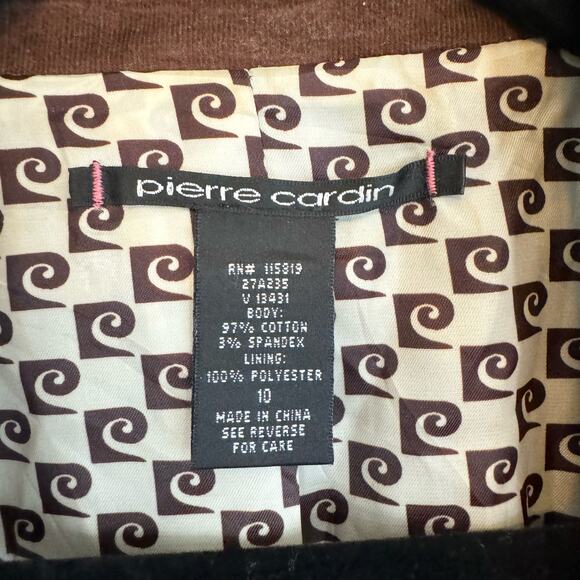 pierre cardin
RN# 115819
27A235
V 13431
BODY:
97% COTTON
3% SPANDEX
LINING:
100% POLYESTER
10
MADE IN CHINA
SEE REVERSE
FOR CARE